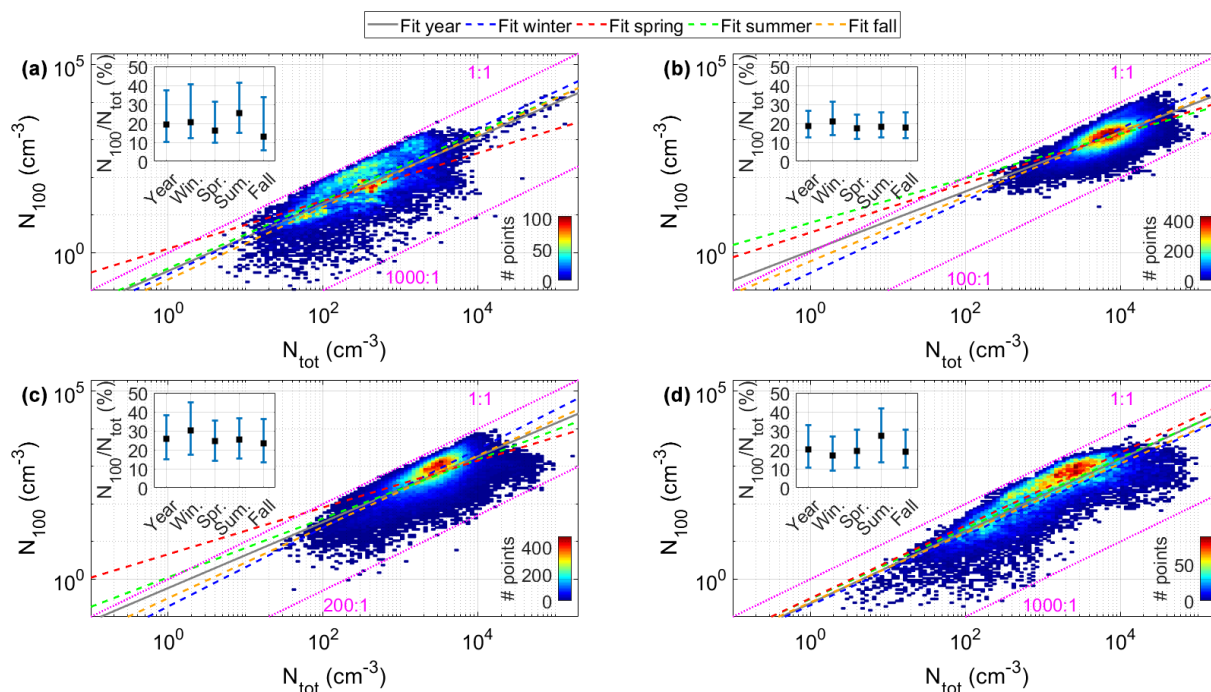 Fit year Fit winter Fit spring Fit summer Fit fall
(a)
N100 (cm-3)
10^5
10^0
N100/Ntot (%)
50
40
30
20
10
0
Year Win. Spr. Sum. Fall
1:1
1000:1
# points
100
50
0
10^0 10^2 10^4
Ntot (cm-3)
(b)
N100 (cm-3)
10^5
10^0
N100/Ntot (%)
50
40
30
20
10
0
Year Win. Spr. Sum. Fall
1:1
100:1
# points
400
200
0
10^0 10^2 10^4
Ntot (cm-3)
(c)
N100 (cm-3)
10^5
10^0
N100/Ntot (%)
50
40
30
20
10
0
Year Win. Spr. Sum. Fall
1:1
200:1
# points
400
200
0
10^0 10^2 10^4
Ntot (cm-3)
(d)
N100 (cm-3)
10^5
10^0
N100/Ntot (%)
50
40
30
20
10
0
Year Win. Spr. Sum. Fall
1:1
1000:1
# points
50
0
10^0 10^2 10^4
Ntot (cm-3)